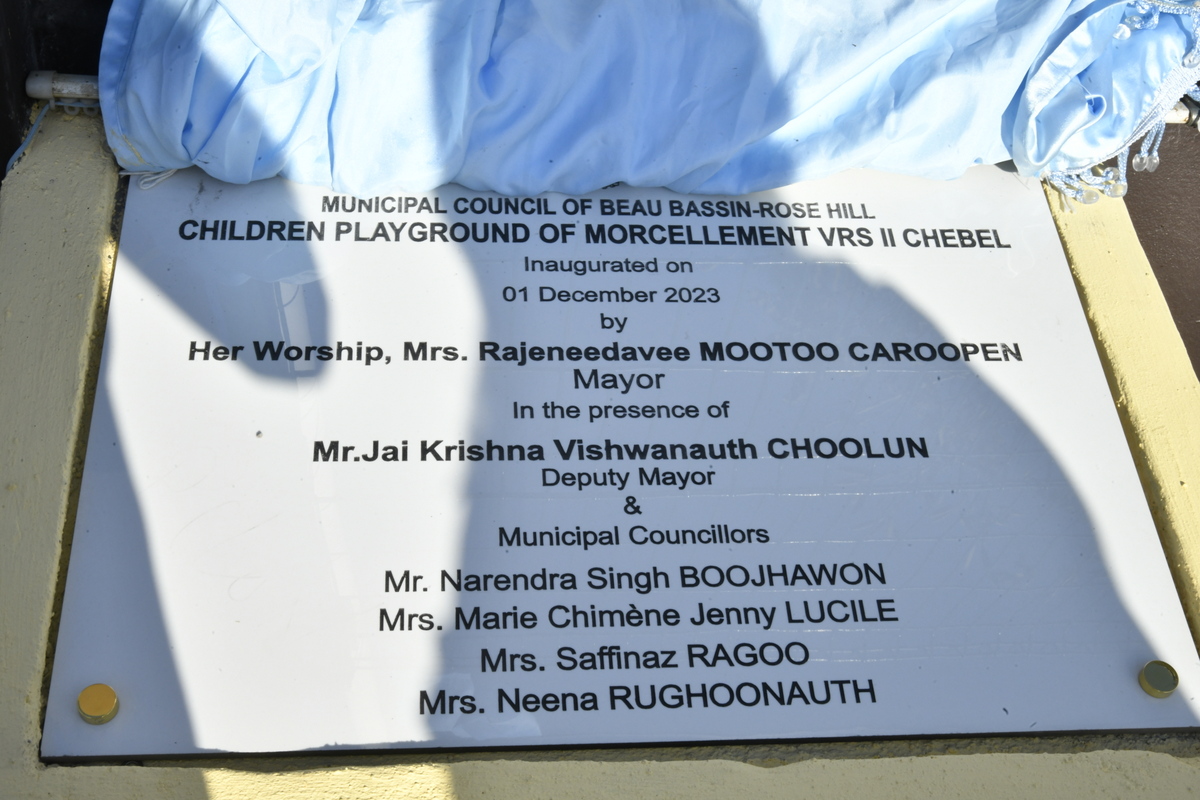 MUNICIPAL COUNCIL OF BEAU BASSIN-ROSE HILL
CHILDREN PLAYGROUND OF MORCELLEMENT VRS II CHEBEL
Inaugurated on
01 December 2023
by
Her Worship, Mrs. Rajeneedavee MOOTOO CAROOPEN
Mayor
In the presence of
Mr.Jai Krishna Vishwanauth CHOOLUN
Deputy Mayor
&
Municipal Councillors
Mr. Narendra Singh BOOJHAWON
Mrs. Marie Chimène Jenny LUCILE
Mrs. Saffinaz RAGOO
Mrs. Neena RUGHOONAUTH